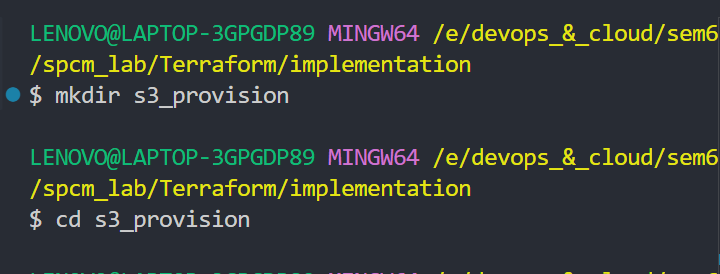 LENOVO@LAPTOP-3GPGDP89 MINGW64 /e/devops_&_cloud/sem6
/spcm_lab/Terraform/implementation
$ mkdir s3_provision
LENOVO@LAPTOP-3GPGDP89 MINGW64 /e/devops_&_cloud/sem6
/spcm_lab/Terraform/implementation
$ cd s3_provision